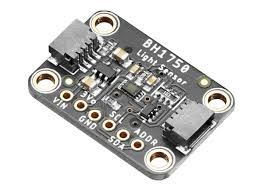 BH1750
Light Sensor
VIN
3Vo
GND
SCL
SDA
ADDR